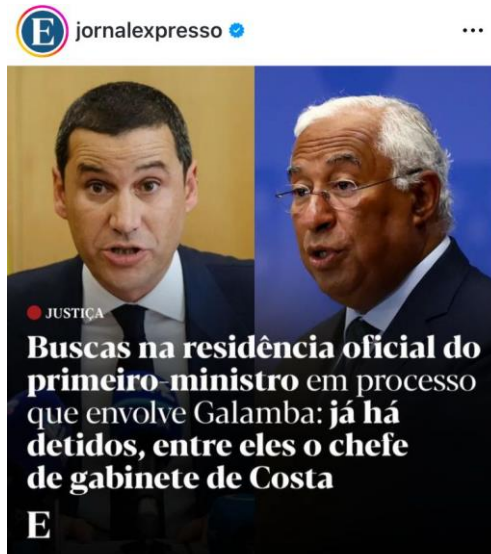 E jornalexpresso
JUSTIÇA
Buscas na residência oficial do
primeiro-ministro em processo
que envolve Galamba: já há
detidos, entre eles o chefe
de gabinete de Costa
E